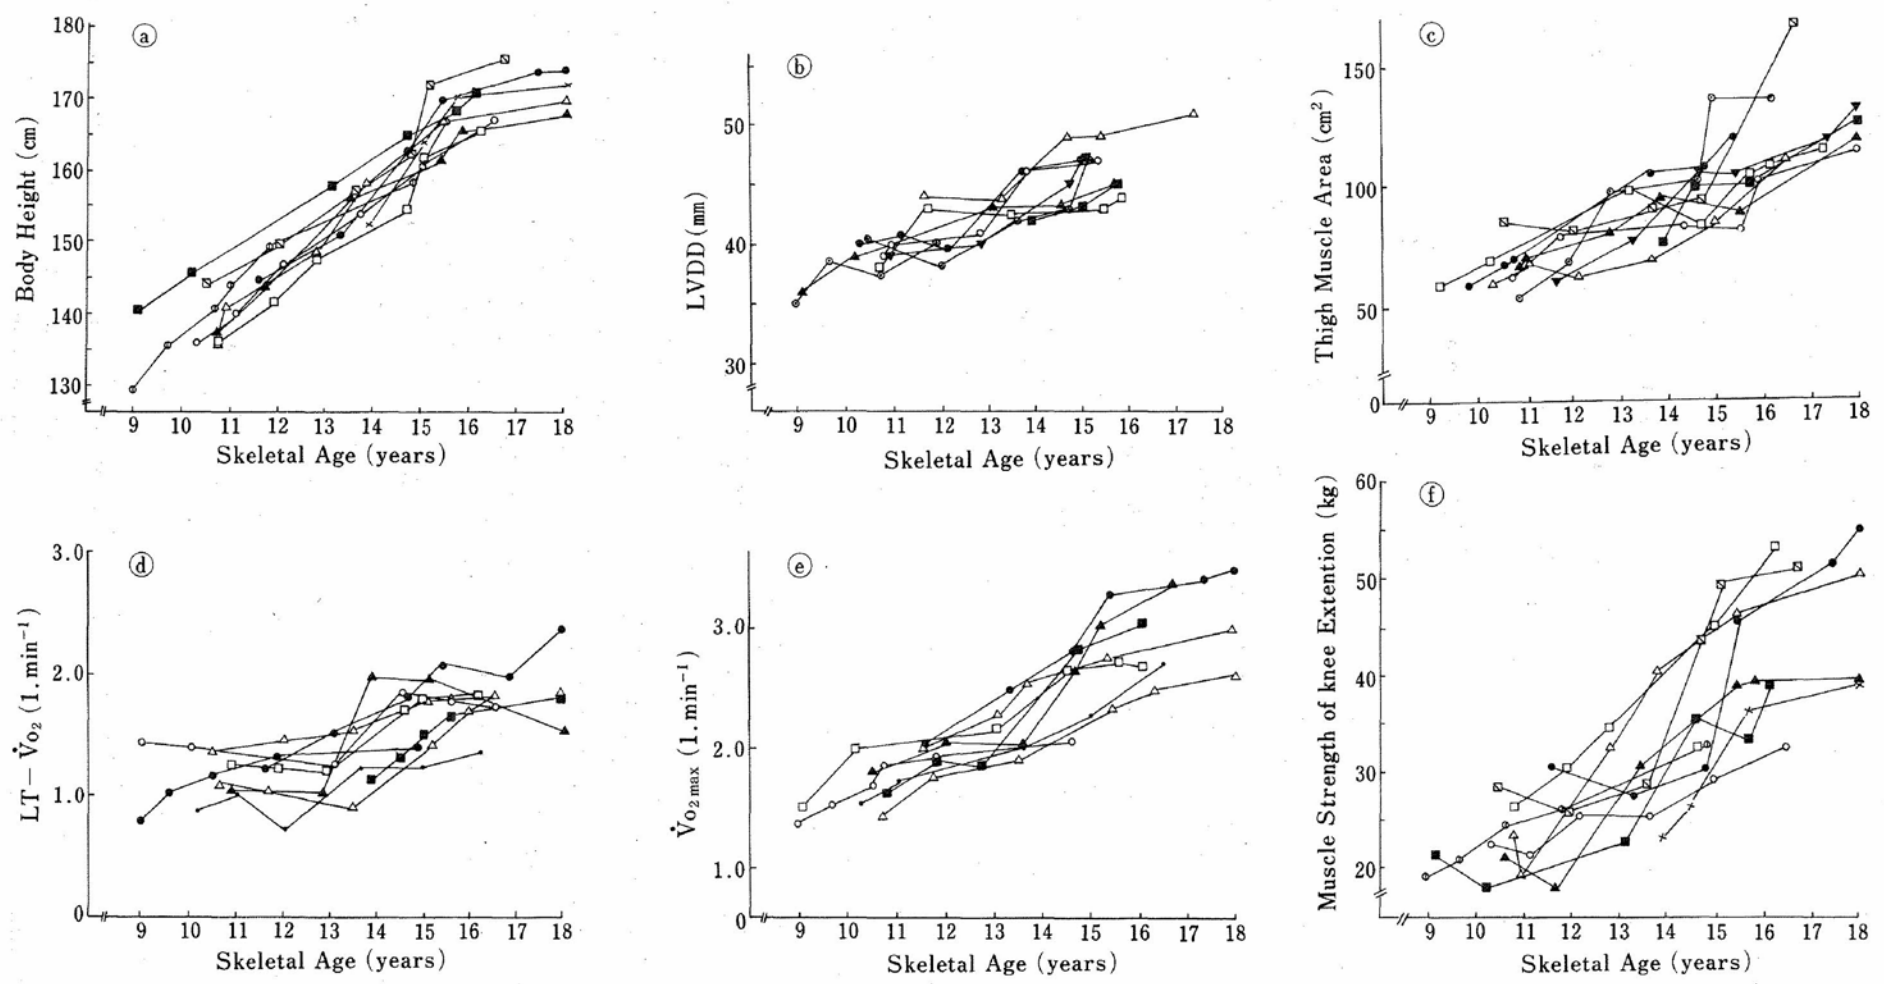 ⓐ
180
170
160
150
140
130
Body Height (cm)
9 10 11 12 13 14 15 16 17 18
Skeletal Age (years)
ⓑ
50
40
30
LVDD (mm)
9 10 11 12 13 14 15 16 17 18
Skeletal Age (years)
ⓒ
150
100
50
0
Thigh Muscle Area (cm²)
9 10 11 12 13 14 15 16 17 18
Skeletal Age (years)
ⓓ
3.0
2.0
1.0
0
LT− V̇o₂ (1. min⁻¹)
9 10 11 12 13 14 15 16 17 18
Skeletal Age (years)
ⓔ
3.0
2.0
1.0
0
V̇o₂ max (1. min⁻¹)
9 10 11 12 13 14 15 16 17 18
Skeletal Age (years)
ⓕ
60
50
40
30
20
Muscle Strength of knee Extention (kg)
9 10 11 12 13 14 15 16 17 18
Skeletal Age (years)